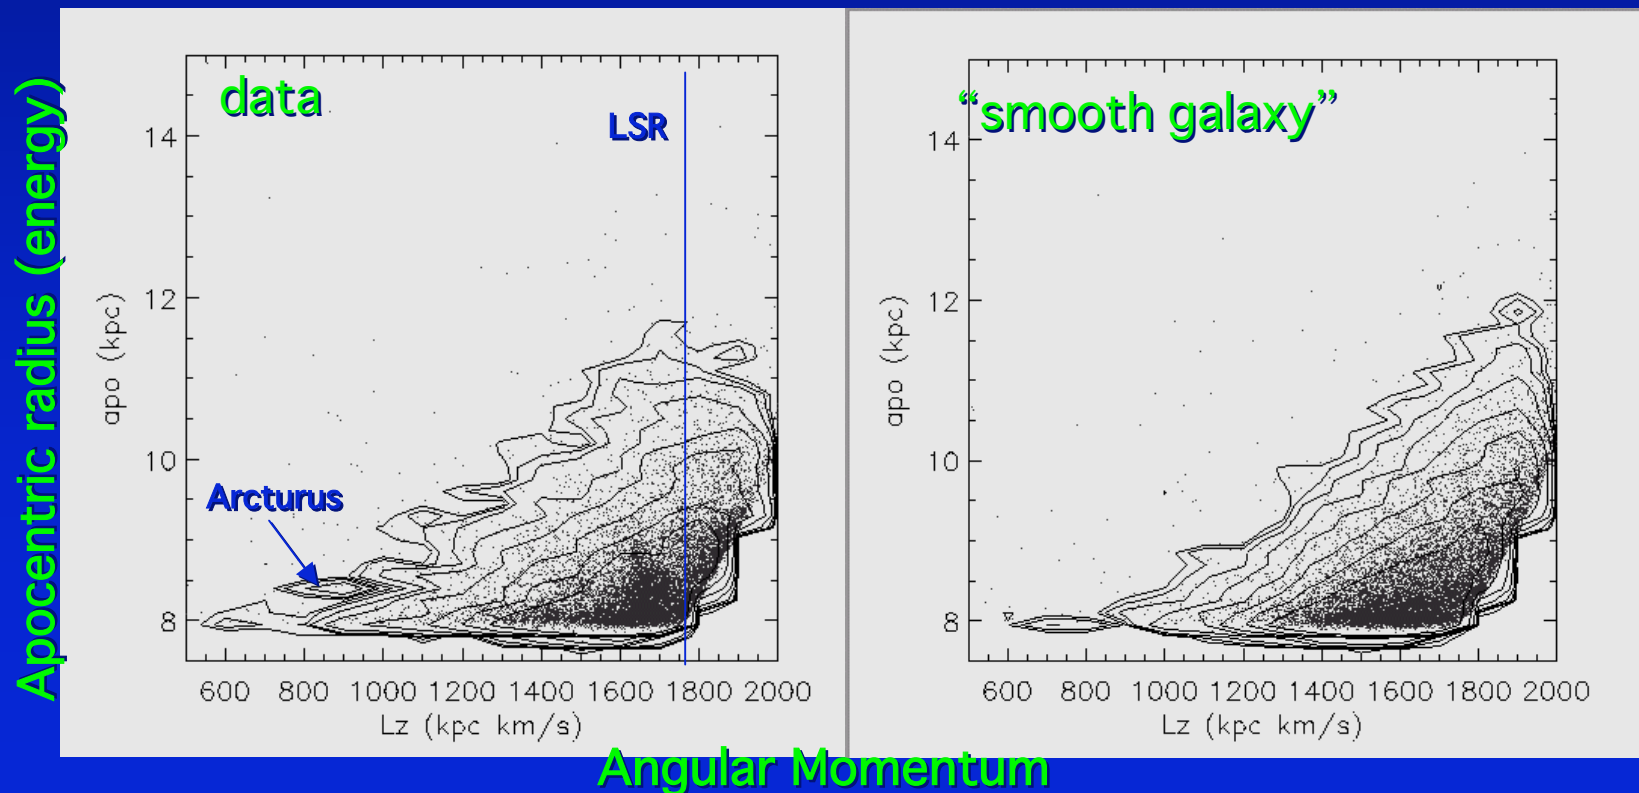 Apocentric radius (energy)
data
LSR
Arcturus
apo (kpc)
14
12
10
8
600 800 1000 1200 1400 1600 1800 2000
Lz (kpc km/s)
“smooth galaxy”
apo (kpc)
14
12
10
8
600 800 1000 1200 1400 1600 1800 2000
Lz (kpc km/s)
Angular Momentum